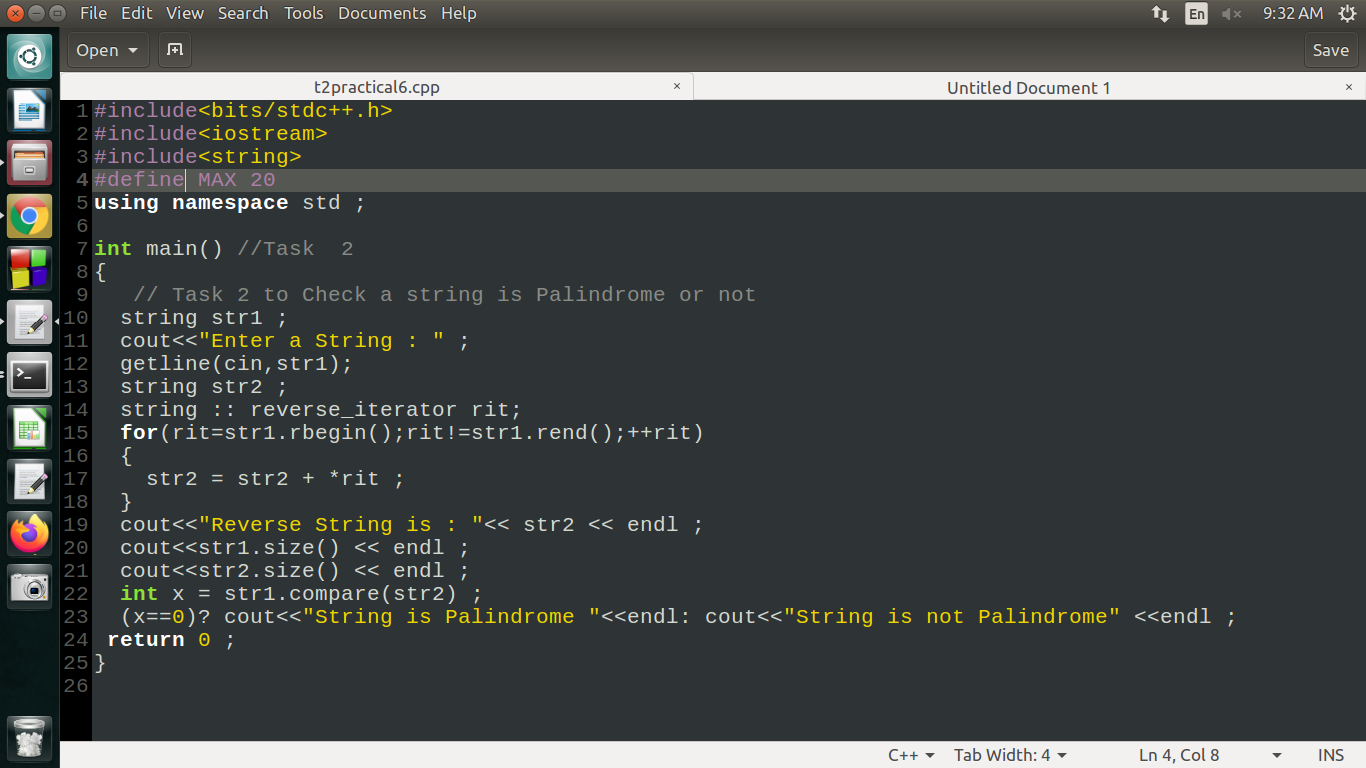 File Edit View Search Tools Documents Help En 9:32 AM
Open Save
t2practical6.cpp × Untitled Document 1 ×
1 #include<bits/stdc++.h>
2 #include<iostream>
3 #include<string>
4 #define MAX 20
5 using namespace std ;
6
7 int main() //Task  2
8 {
9    // Task 2 to Check a string is Palindrome or not
10   string str1 ;
11   cout<<"Enter a String : " ;
12   getline(cin,str1);
13   string str2 ;
14   string :: reverse_iterator rit;
15   for(rit=str1.rbegin();rit!=str1.rend();++rit)
16   {
17     str2 = str2 + *rit ;
18   }
19   cout<<"Reverse String is : "<< str2 << endl ;
20   cout<<str1.size() << endl ;
21   cout<<str2.size() << endl ;
22   int x = str1.compare(str2) ;
23   (x==0)? cout<<"String is Palindrome "<<endl: cout<<"String is not Palindrome" <<endl ;
24  return 0 ;
25 }
26
C++ Tab Width: 4 Ln 4, Col 8 INS